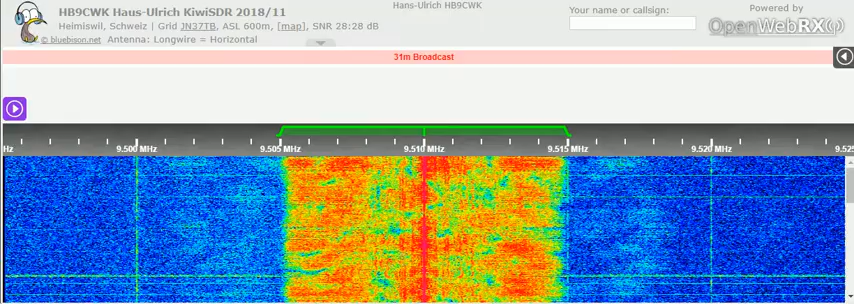 HB9CWK Haus-Ulrich KiwiSDR 2018/11
Heimiswil, Schweiz | Grid JN37TB, ASL 600m, [map], SNR 28:28 dB
© bluebison.net Antenna: Longwire = Horizontal
Hans-Ulrich HB9CWK
Your name or callsign:
Powered by
OpenWebRX
31m Broadcast
Hz 9.500 MHz 9.505 MHz 9.510 MHz 9.515 MHz 9.520 MHz 9.525